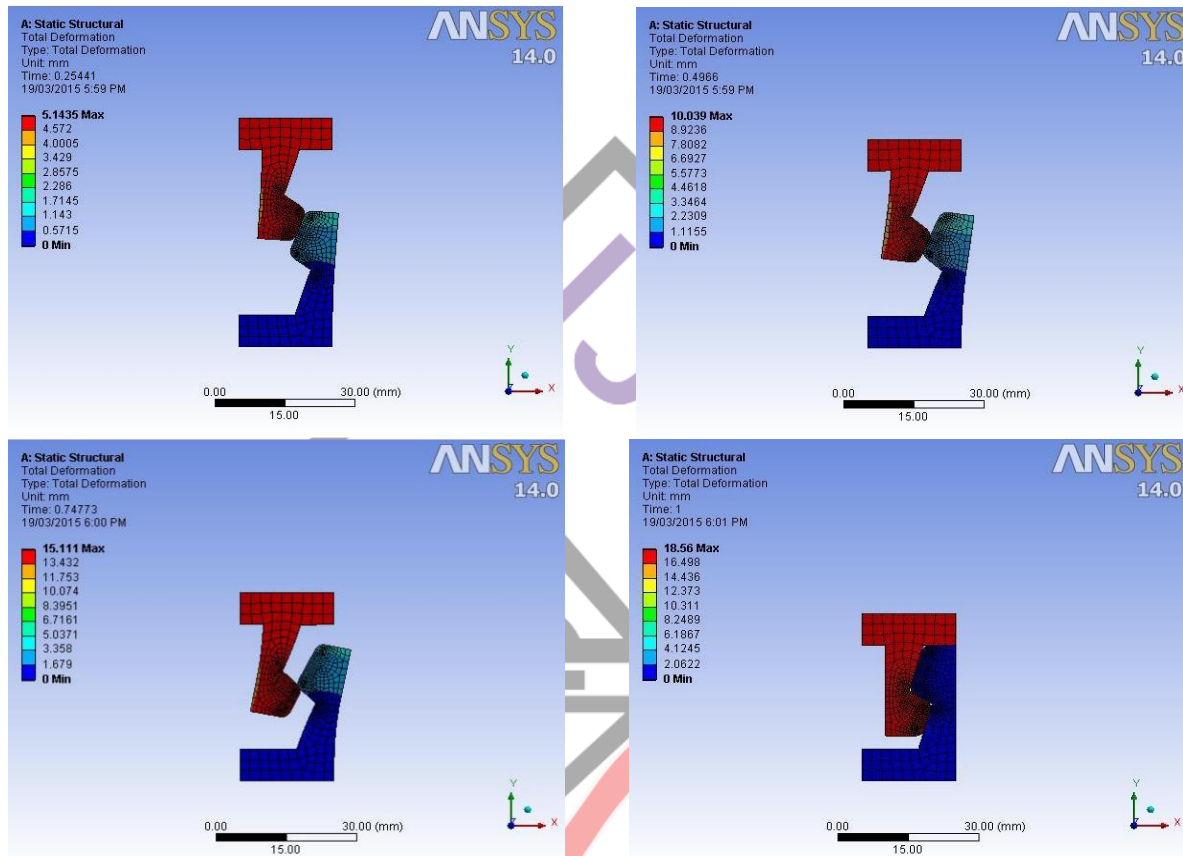 A: Static Structural
Total Deformation
Type: Total Deformation
Unit: mm
Time: 0.25441
19/03/2015 5:59 PM
ANSYS
14.0
5.1435 Max
4.572
4.0005
3.429
2.8575
2.286
1.7145
1.143
0.5715
0 Min
Y
X
0.00 30.00 (mm)
15.00
A: Static Structural
Total Deformation
Type: Total Deformation
Unit: mm
Time: 0.4966
19/03/2015 5:59 PM
ANSYS
14.0
10.039 Max
8.9236
7.8082
6.6927
5.5773
4.4618
3.3464
2.2309
1.1155
0 Min
Y
X
0.00 30.00 (mm)
15.00
A: Static Structural
Total Deformation
Type: Total Deformation
Unit: mm
Time: 0.74773
19/03/2015 6:00 PM
ANSYS
14.0
15.111 Max
13.432
11.753
10.074
8.3951
6.7161
5.0371
3.358
1.679
0 Min
Y
X
0.00 30.00 (mm)
15.00
A: Static Structural
Total Deformation
Type: Total Deformation
Unit: mm
Time: 1
19/03/2015 6:01 PM
ANSYS
14.0
18.56 Max
16.498
14.436
12.373
10.311
8.2489
6.1867
4.1245
2.0622
0 Min
Y
X
0.00 30.00 (mm)
15.00